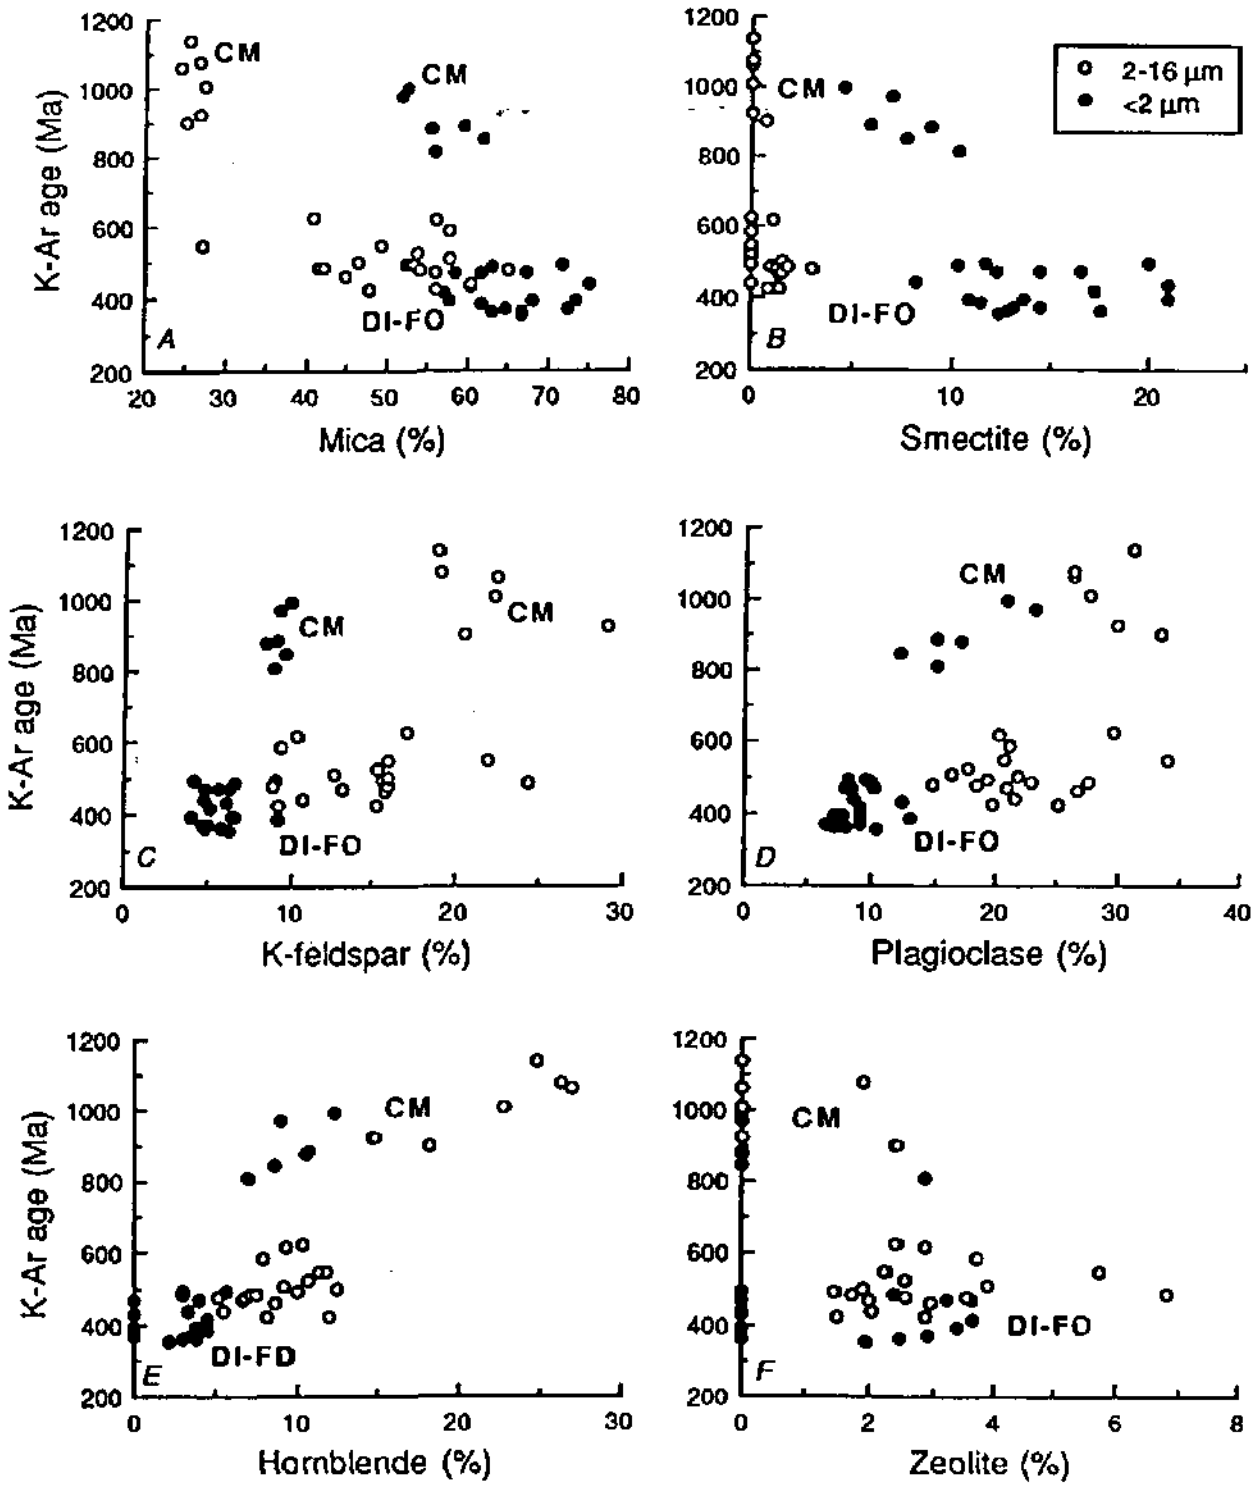 1200
1000
800
600
400
200
K-Ar age (Ma)
CM
CM
DI-FO
A
20 30 40 50 60 70 80
Mica (%)
1200
1000
800
600
400
200
CM
DI-FO
B
2-16 µm
<2 µm
0 10 20
Smectite (%)
1200
1000
800
600
400
200
K-Ar age (Ma)
CM
CM
DI-FO
C
0 10 20 30
K-feldspar (%)
1200
1000
800
600
400
200
CM
DI-FO
D
0 10 20 30 40
Plagioclase (%)
1200
1000
800
600
400
200
K-Ar age (Ma)
CM
DI-FD
E
0 10 20 30
Hornblende (%)
1200
1000
800
600
400
200
CM
DI-FO
F
0 2 4 6 8
Zeolite (%)